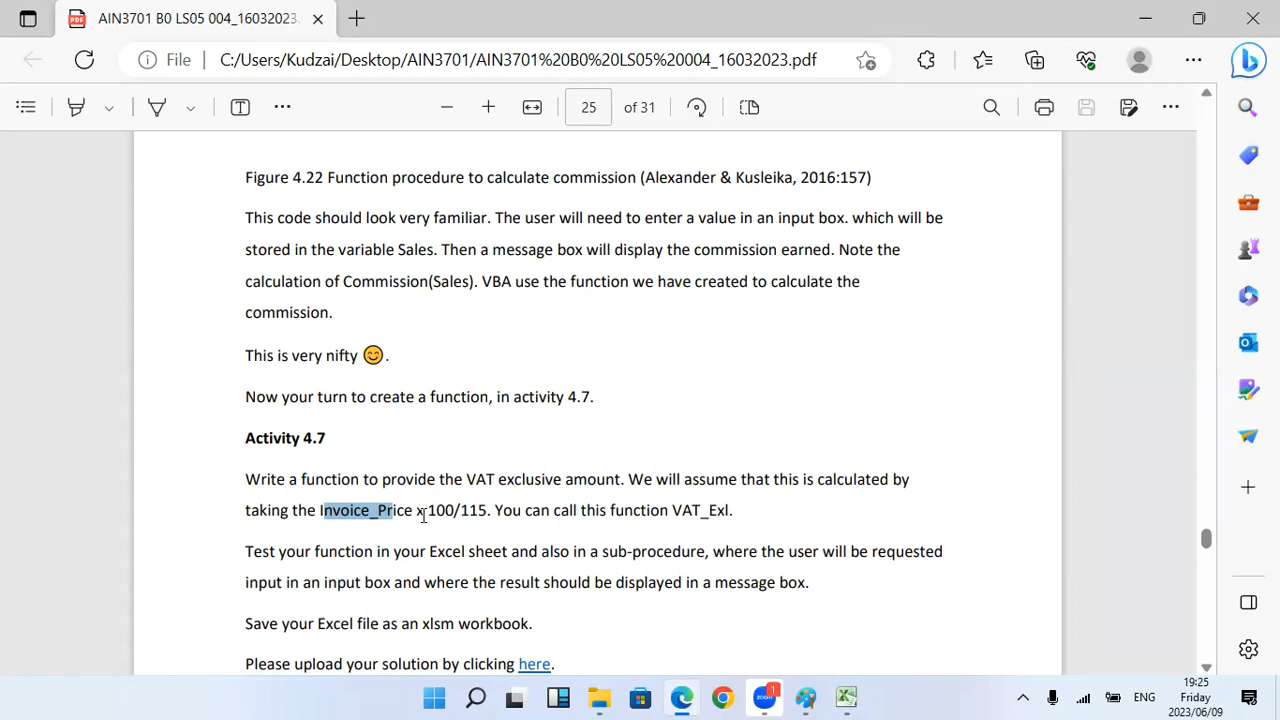 AIN3701 B0 LS05 004_16032023.
File C:/Users/Kudzai/Desktop/AIN3701/AIN3701%20B0%20LS05%20004_16032023.pdf
25 of 31
Figure 4.22 Function procedure to calculate commission (Alexander & Kusleika, 2016:157)
This code should look very familiar. The user will need to enter a value in an input box. which will be
stored in the variable Sales. Then a message box will display the commission earned. Note the
calculation of Commission(Sales). VBA use the function we have created to calculate the
commission.
This is very nifty 😊.
Now your turn to create a function, in activity 4.7.
Activity 4.7
Write a function to provide the VAT exclusive amount. We will assume that this is calculated by
taking the Invoice_Price x 100/115. You can call this function VAT_Exl.
Test your function in your Excel sheet and also in a sub-procedure, where the user will be requested
input in an input box and where the result should be displayed in a message box.
Save your Excel file as an xlsm workbook.
Please upload your solution by clicking here.
1
ENG
19:25
Friday
2023/06/09